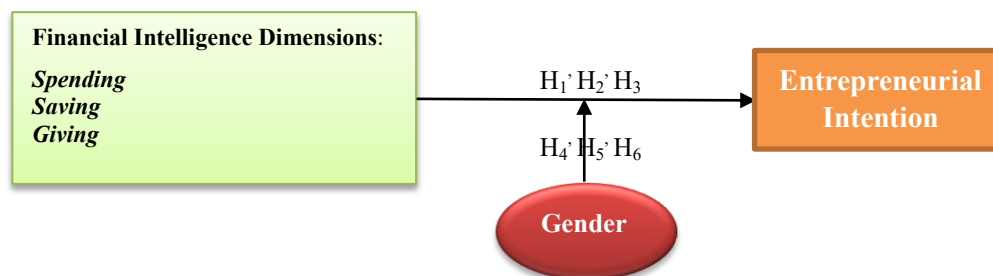 Financial Intelligence Dimensions:
Spending
Saving
Giving
H₁, H₂, H₃
Entrepreneurial
Intention
H₄, H₅, H₆
Gender